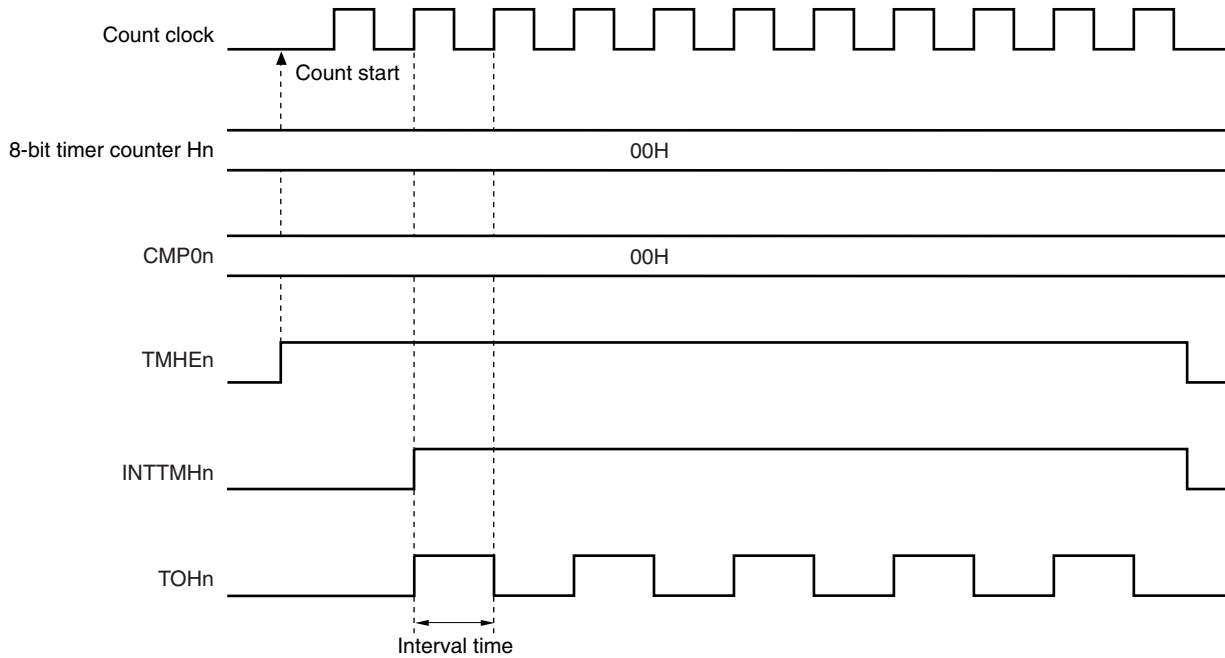 Count clock
Count start
8-bit timer counter Hn
00H
CMP0n
00H
TMHEn
INTTMHn
TOHn
Interval time